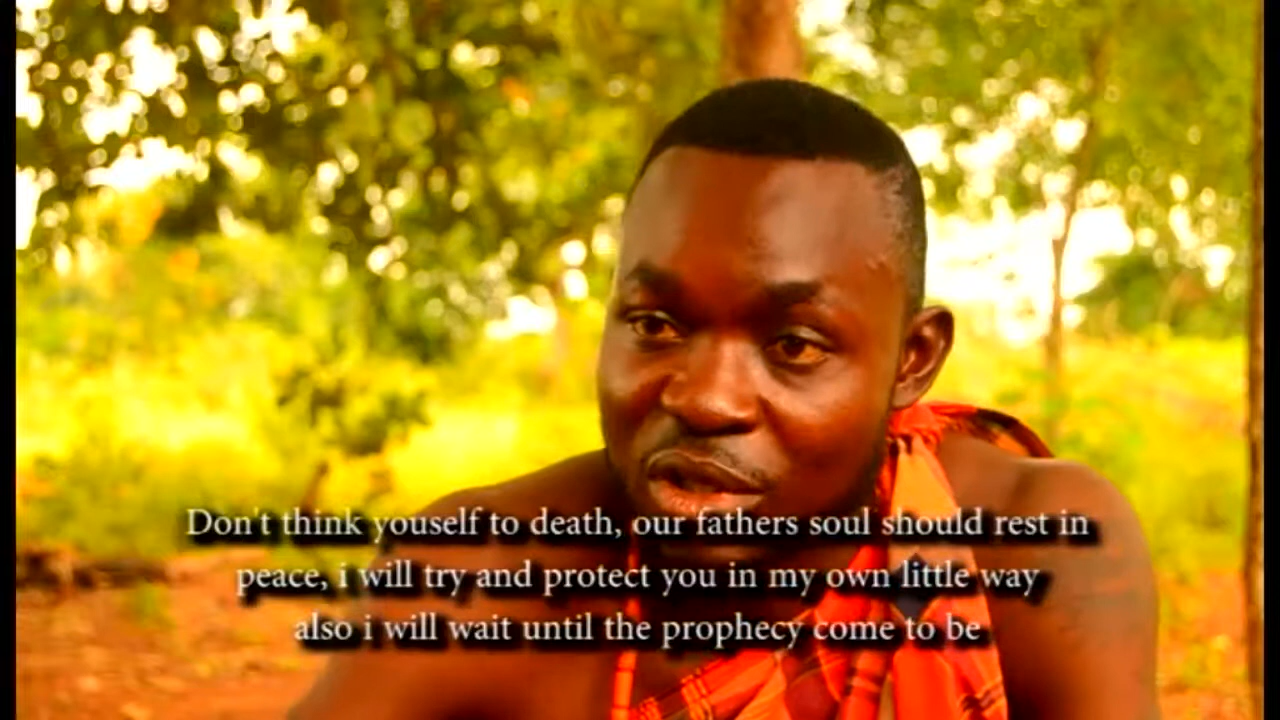 Don't think youself to death, our fathers soul should rest in
peace, i will try and protect you in my own little way
also i will wait until the prophecy come to be